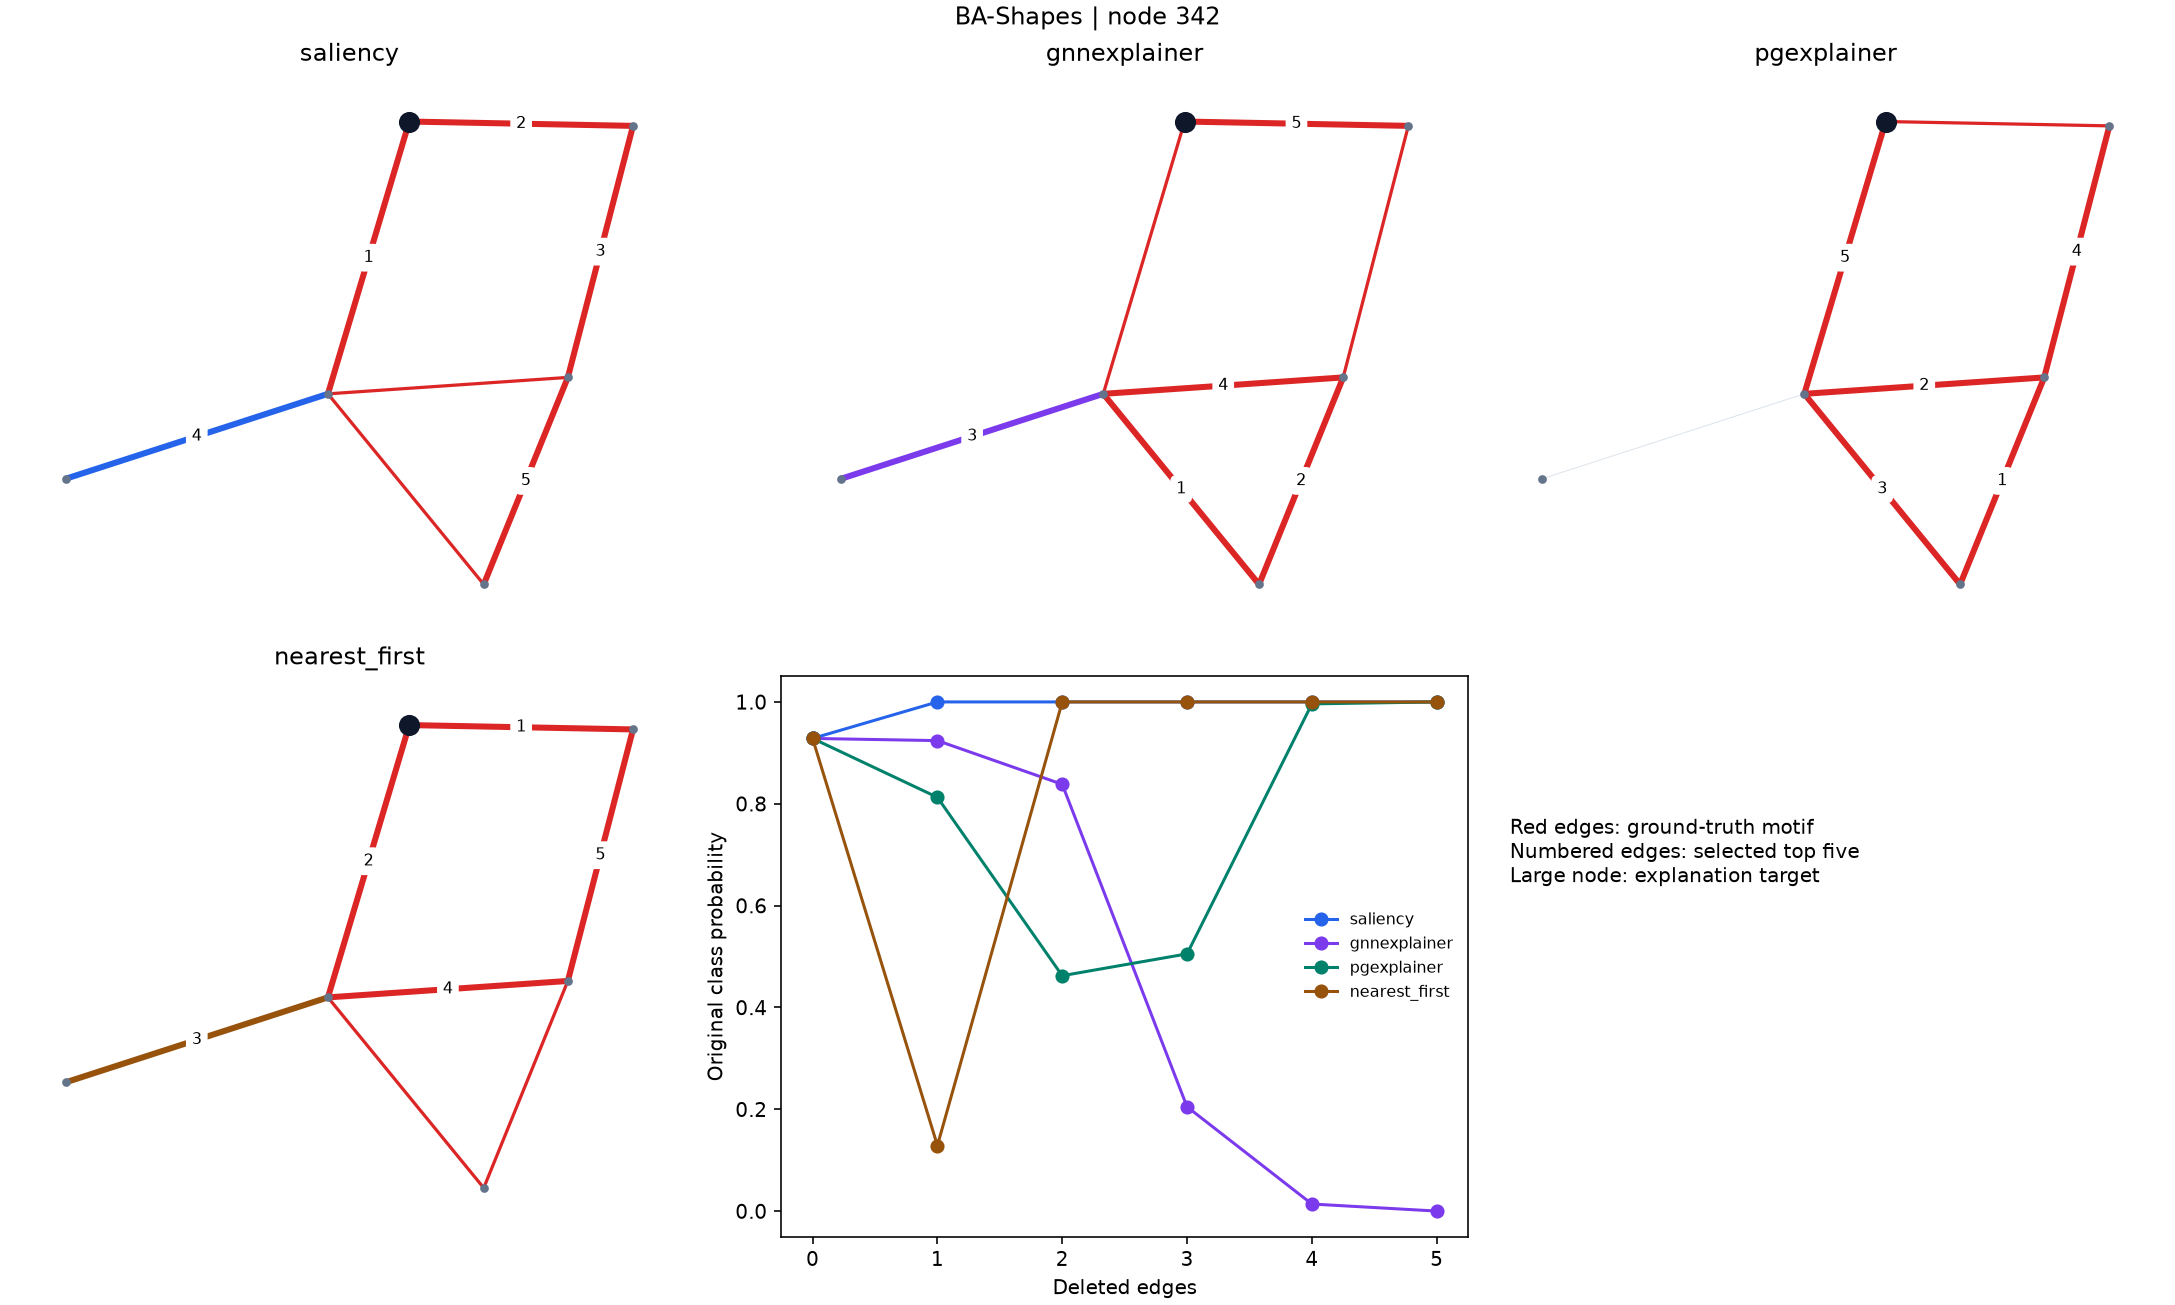 BA-Shapes | node 342
saliency
2
1
3
4
5
gnnexplainer
5
4
3
1
2
pgexplainer
5
4
2
3
1
nearest_first
1
2
5
4
3
Original class probability
1.0
0.8
0.6
0.4
0.2
0.0
0 1 2 3 4 5
Deleted edges
saliency
gnnexplainer
pgexplainer
nearest_first
Red edges: ground-truth motif
Numbered edges: selected top five
Large node: explanation target